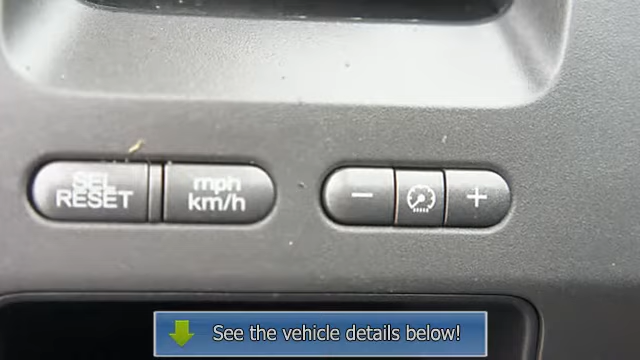 SEL
RESET
mph
km/h
− +
See the vehicle details below!